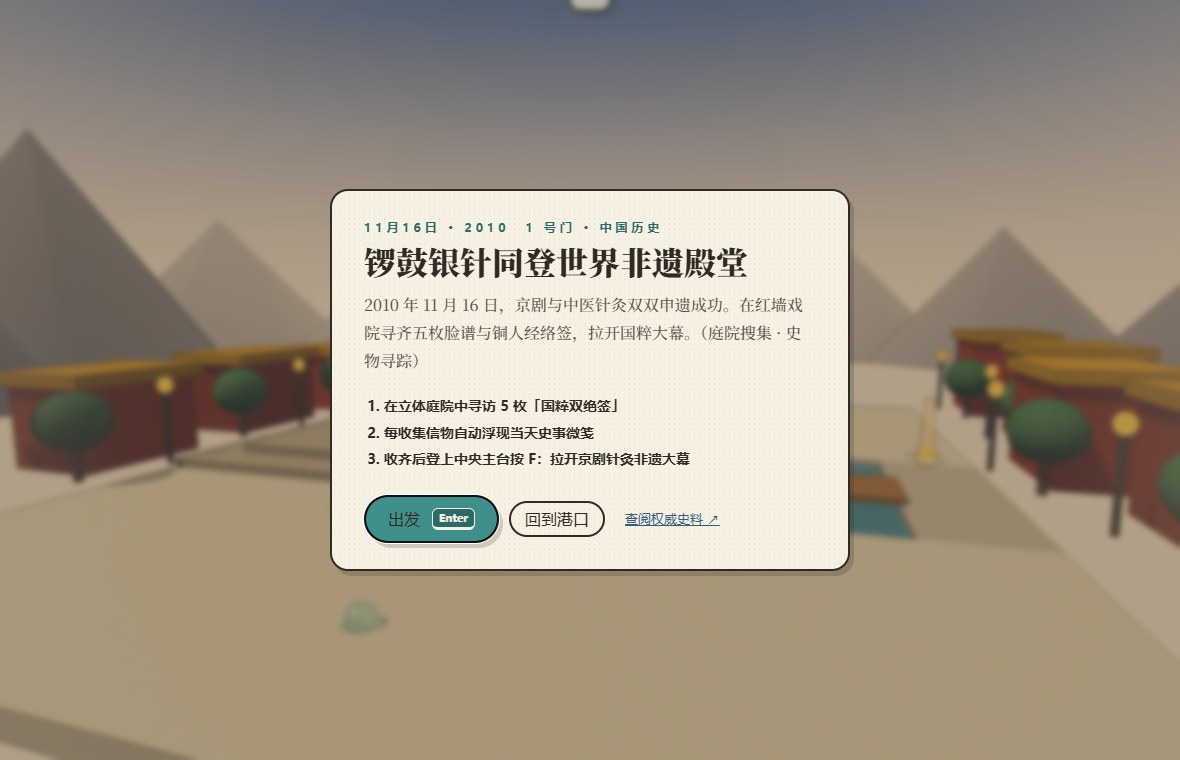 11月16日 · 2010 1 号门 · 中国历史
锣鼓银针同登世界非遗殿堂
2010 年 11 月 16 日，京剧与中医针灸双双申遗成功。在红墙戏
院寻齐五枚脸谱与铜人经络签，拉开国粹大幕。（庭院搜集 · 史
物寻踪）
1. 在立体庭院中寻访 5 枚「国粹双绝签」
2. 每收集信物自动浮现当天史事微笺
3. 收齐后登上中央主台按 F：拉开京剧针灸非遗大幕
出发 Enter 回到港口 查阅权威史料 ↗